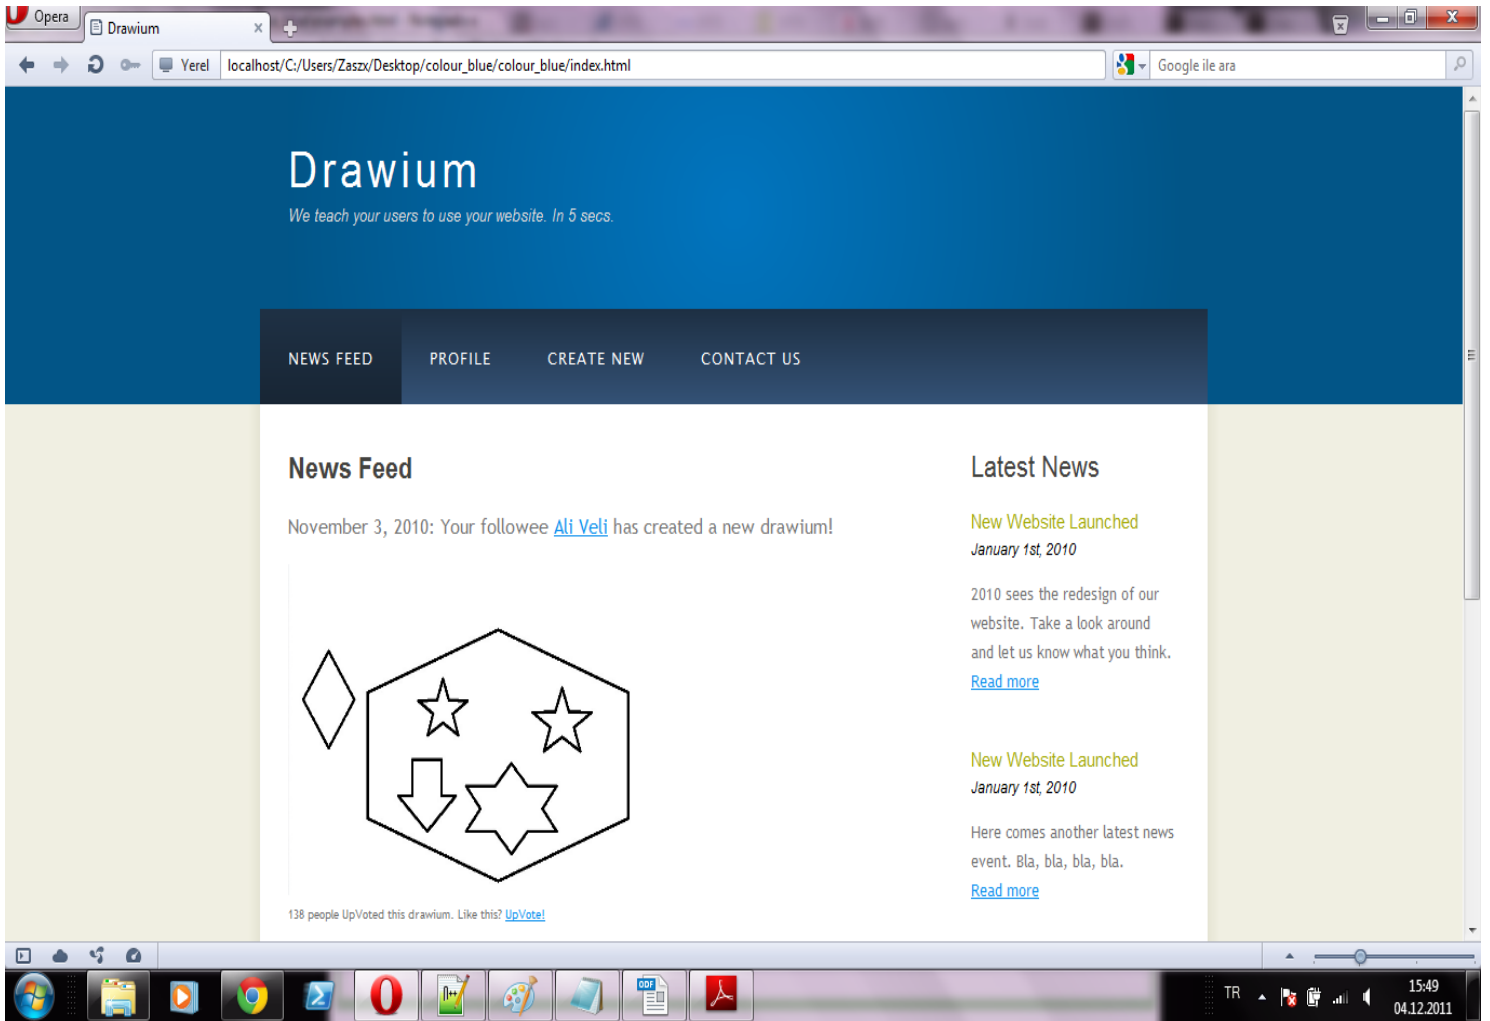 Opera
Drawium
Yerel
localhost/C:/Users/Zaszx/Desktop/colour_blue/colour_blue/index.html
Google ile ara
Drawium
We teach your users to use your website. In 5 secs.
NEWS FEED
PROFILE
CREATE NEW
CONTACT US
News Feed
November 3, 2010: Your followee Ali Veli has created a new drawium!
138 people UpVoted this drawium. Like this? UpVote!
Latest News
New Website Launched
January 1st, 2010
2010 sees the redesign of our
website. Take a look around
and let us know what you think.
Read more
New Website Launched
January 1st, 2010
Here comes another latest news
event. Bla, bla, bla, bla.
Read more
ODF
TR
15:49
04.12.2011